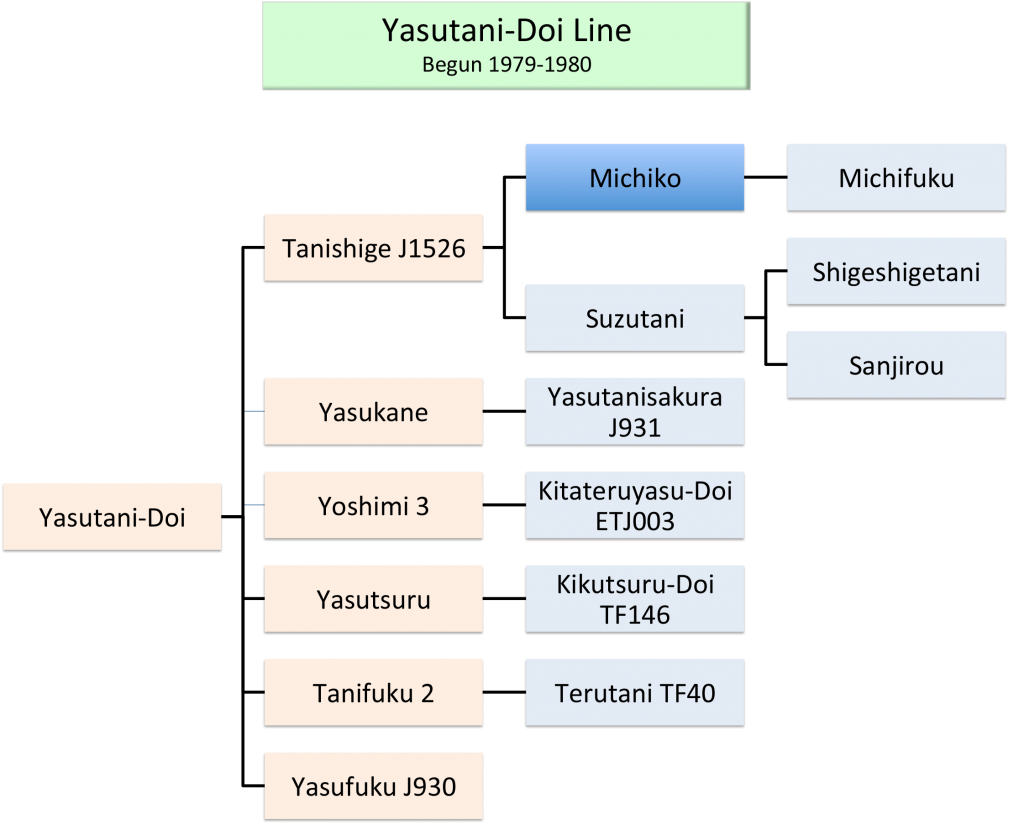 Yasutani-Doi Line
Begun 1979-1980
Michiko
Michifuku
Tanishige J1526
Shigeshigetani
Suzutani
Sanjirou
Yasukane
Yasutanisakura
J931
Yasutani-Doi
Yoshimi 3
Kitateruyasu-Doi
ETJ003
Yasutsuru
Kikutsuru-Doi
TF146
Tanifuku 2
Terutani TF40
Yasufuku J930